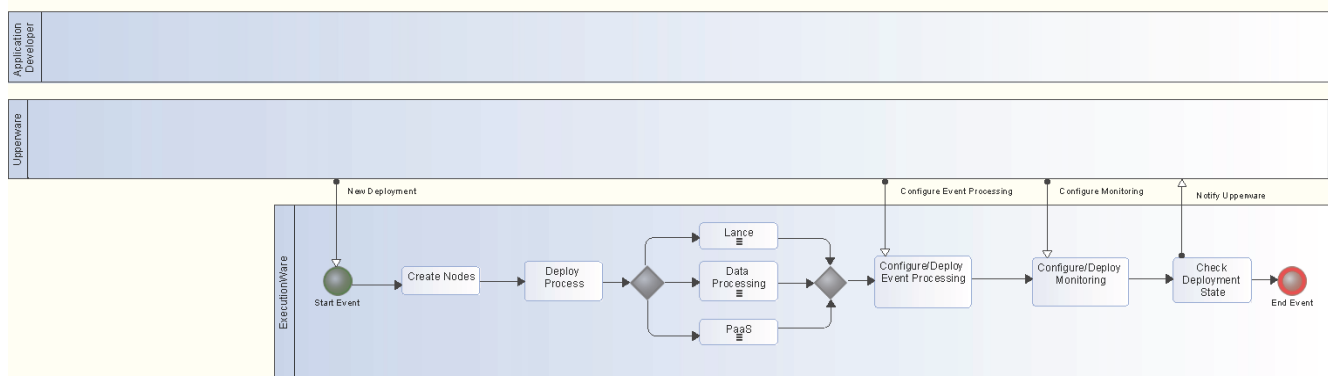 Application
Developer
Upperware
New Deployment
Configure Event Processing
Configure Monitoring
Notify Upperware
ExecutionWare
Start Event
Create Nodes
Deploy
Process
Lance
Data
Processing
PaaS
Configure/Deploy
Event Processing
Configure/Deploy
Monitoring
Check
Deployment
State
End Event